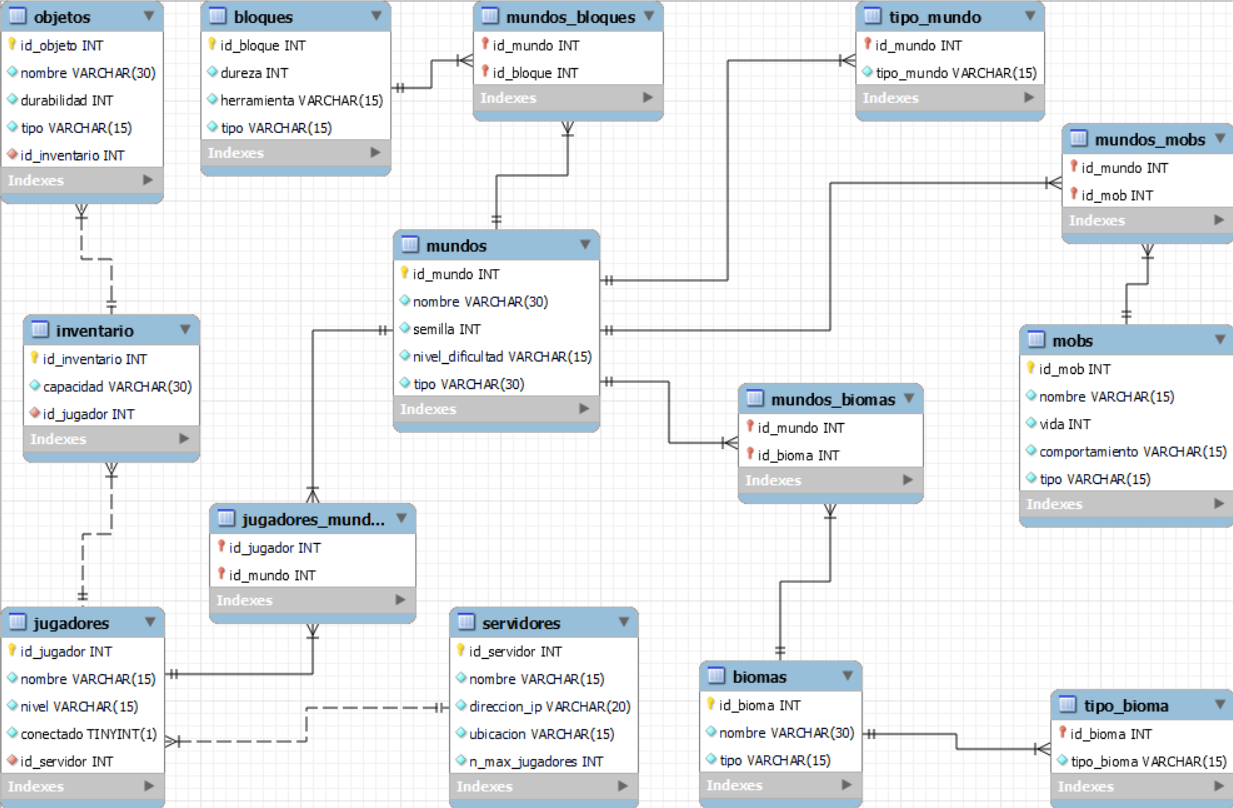 objetos
id_objeto INT
nombre VARCHAR(30)
durabilidad INT
tipo VARCHAR(15)
id_inventario INT
Indexes
bloques
id_bloque INT
dureza INT
herramienta VARCHAR(15)
tipo VARCHAR(15)
Indexes
mundos_bloques
id_mundo INT
id_bloque INT
Indexes
tipo_mundo
id_mundo INT
tipo_mundo VARCHAR(15)
Indexes
mundos_mobs
id_mundo INT
id_mob INT
Indexes
mundos
id_mundo INT
nombre VARCHAR(30)
semilla INT
nivel_dificultad VARCHAR(15)
tipo VARCHAR(30)
Indexes
inventario
id_inventario INT
capacidad VARCHAR(30)
id_jugador INT
Indexes
mobs
id_mob INT
nombre VARCHAR(15)
vida INT
comportamiento VARCHAR(15)
tipo VARCHAR(15)
Indexes
mundos_biomas
id_mundo INT
id_bioma INT
Indexes
jugadores_mund...
id_jugador INT
id_mundo INT
Indexes
jugadores
id_jugador INT
nombre VARCHAR(15)
nivel VARCHAR(15)
conectado TINYINT(1)
id_servidor INT
Indexes
servidores
id_servidor INT
nombre VARCHAR(15)
direccion_ip VARCHAR(20)
ubicacion VARCHAR(15)
n_max_jugadores INT
Indexes
biomas
id_bioma INT
nombre VARCHAR(30)
tipo VARCHAR(15)
Indexes
tipo_bioma
id_bioma INT
tipo_bioma VARCHAR(15)
Indexes